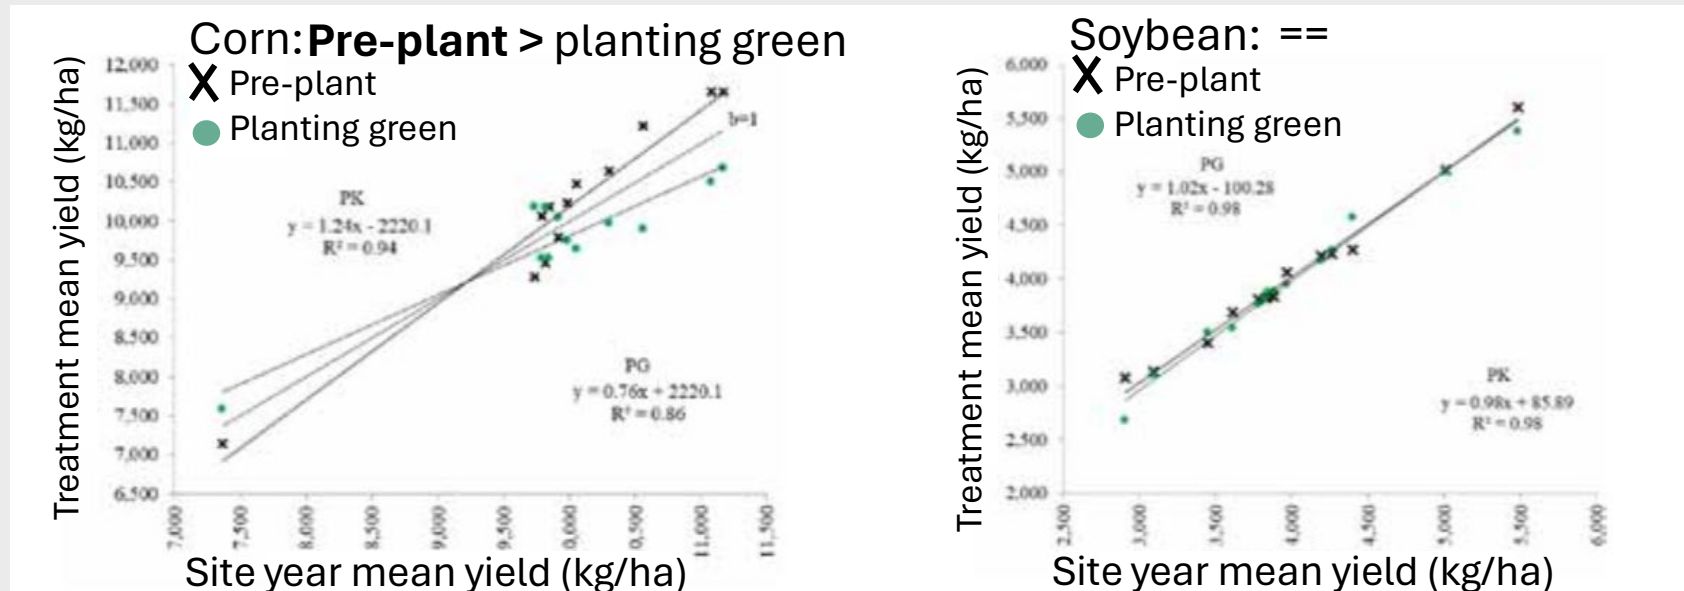 Corn: Pre-plant > planting green
X Pre-plant
Planting green
Treatment mean yield (kg/ha)
12,000
11,500
11,000
10,500
10,000
9,500
9,000
8,500
8,000
7,500
7,000
6,500
b=1
PK
y = 1.24x - 2220.1
R² = 0.94
PG
y = 0.76x + 2220.1
R² = 0.86
7,000
7,500
8,000
8,500
9,000
9,500
0,000
0,500
11,000
11,500
Site year mean yield (kg/ha)
Soybean: ==
X Pre-plant
Planting green
Treatment mean yield (kg/ha)
6,000
5,500
5,000
4,500
4,000
3,500
3,000
2,500
2,000
PG
y = 1.02x - 100.28
R² = 0.98
PK
y = 0.98x + 85.89
R² = 0.98
2,500
3,000
3,500
4,000
4,500
5,000
5,500
6,000
Site year mean yield (kg/ha)